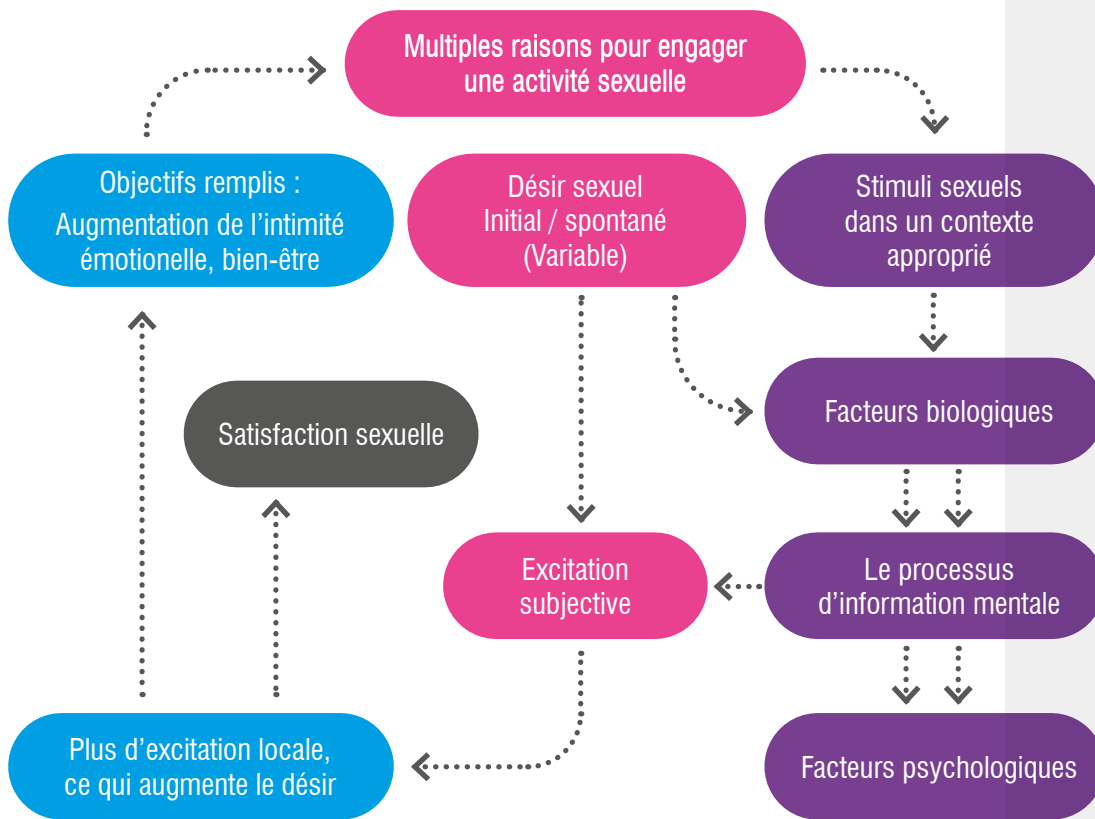 Multiples raisons pour engager
une activité sexuelle
Objectifs remplis :
Augmentation de l'intimité
émotionelle, bien-être
Désir sexuel
Initial / spontané
(Variable)
Stimuli sexuels
dans un contexte
approprié
Satisfaction sexuelle
Facteurs biologiques
Excitation
subjective
Le processus
d'information mentale
Plus d'excitation locale,
ce qui augmente le désir
Facteurs psychologiques